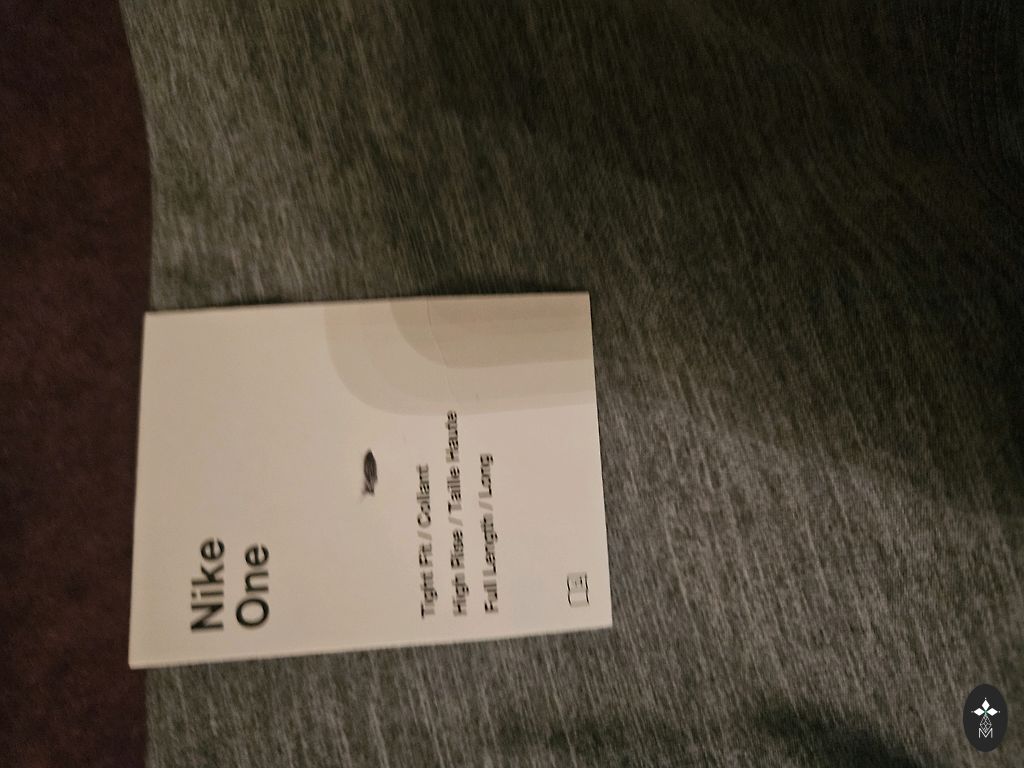 Nike
One
Tight Fit / Collant
High Rise / Taille Haute
Full Length / Long
M